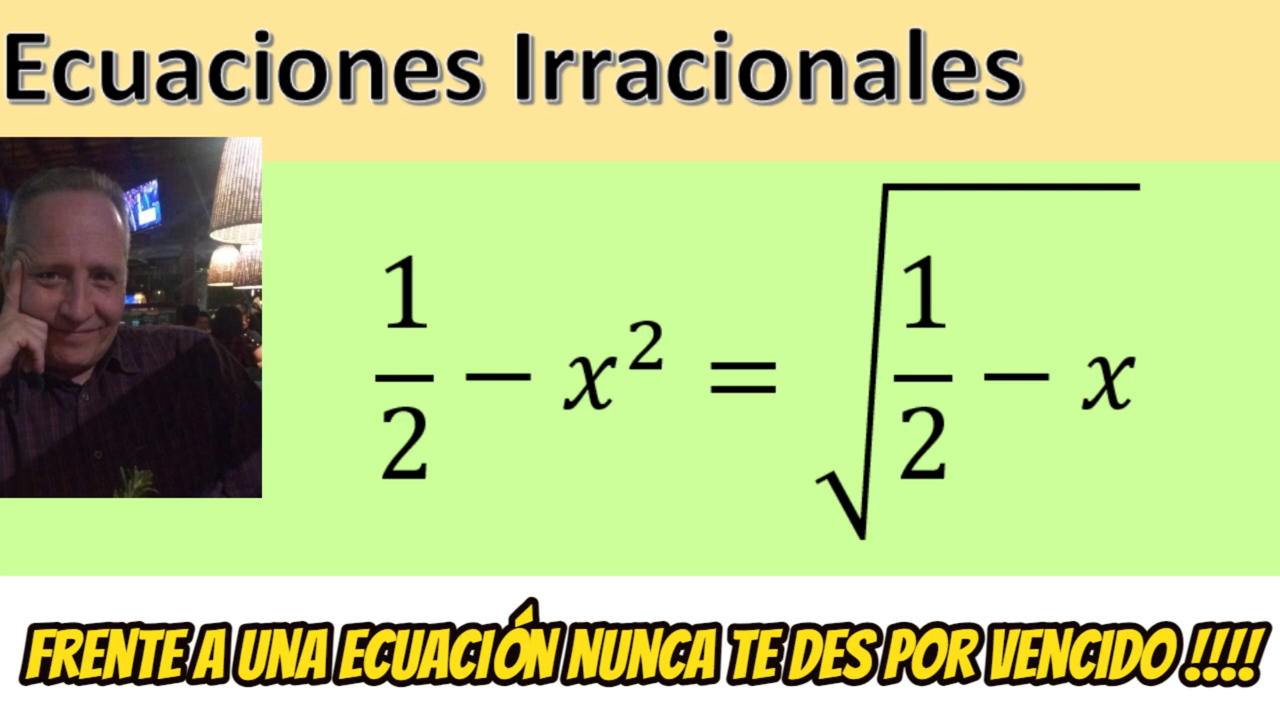 Ecuaciones Irracionales
1/2 − x² = √(1/2 − x)
FRENTE A UNA ECUACIÓN NUNCA TE DES POR VENCIDO !!!!